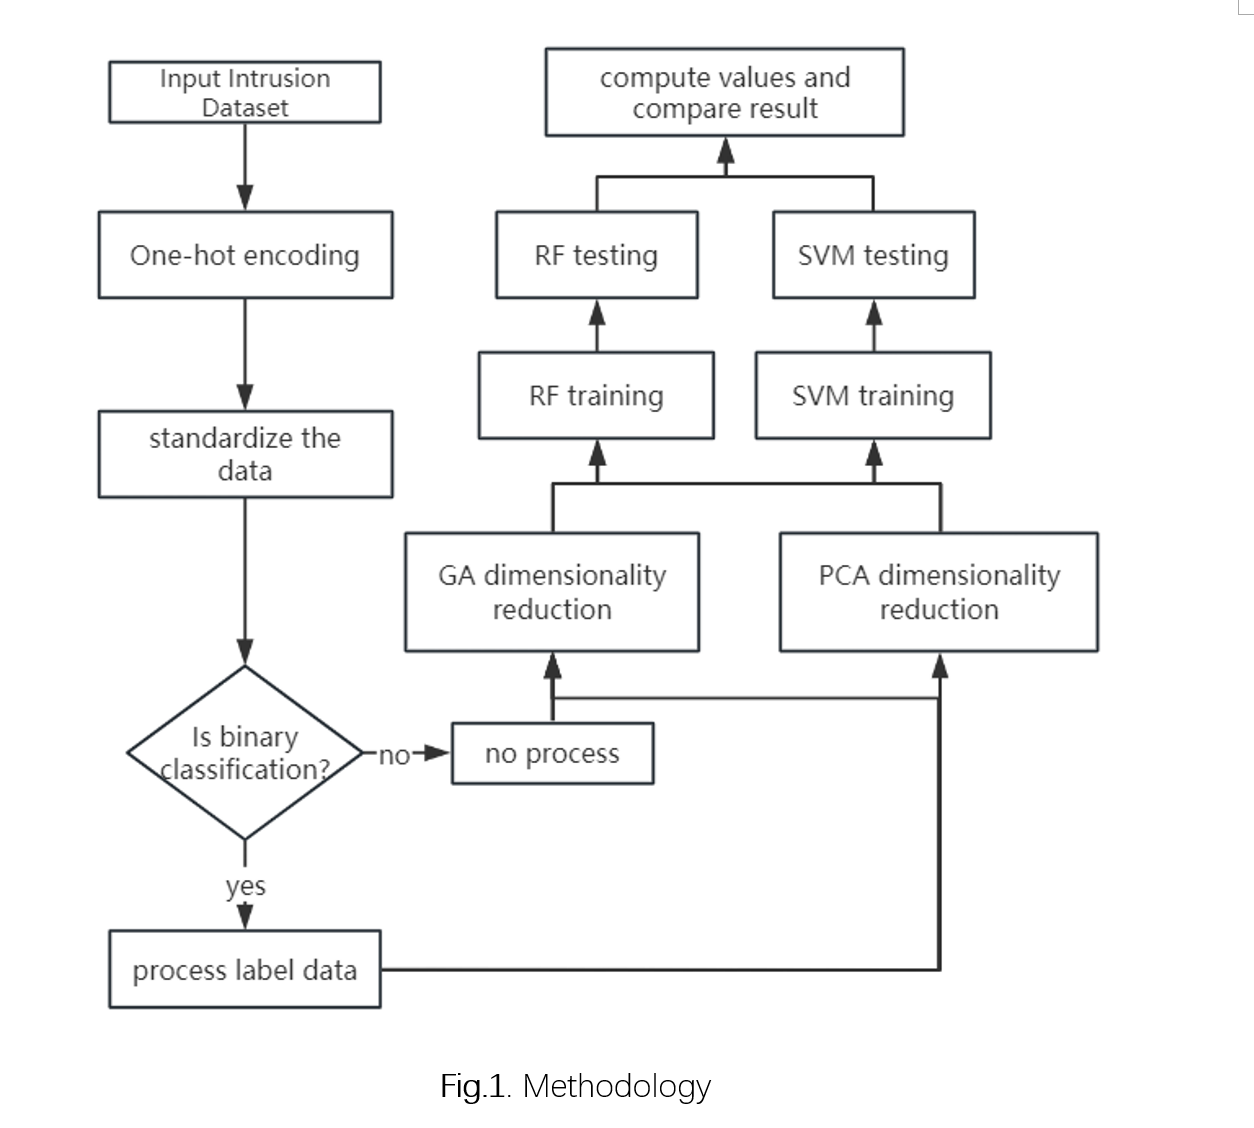 Input Intrusion
Dataset
One-hot encoding
standardize the
data
Is binary
classification?
no
no process
yes
process label data
GA dimensionality
reduction
PCA dimensionality
reduction
RF training
SVM training
RF testing
SVM testing
compute values and
compare result
Fig.1. Methodology